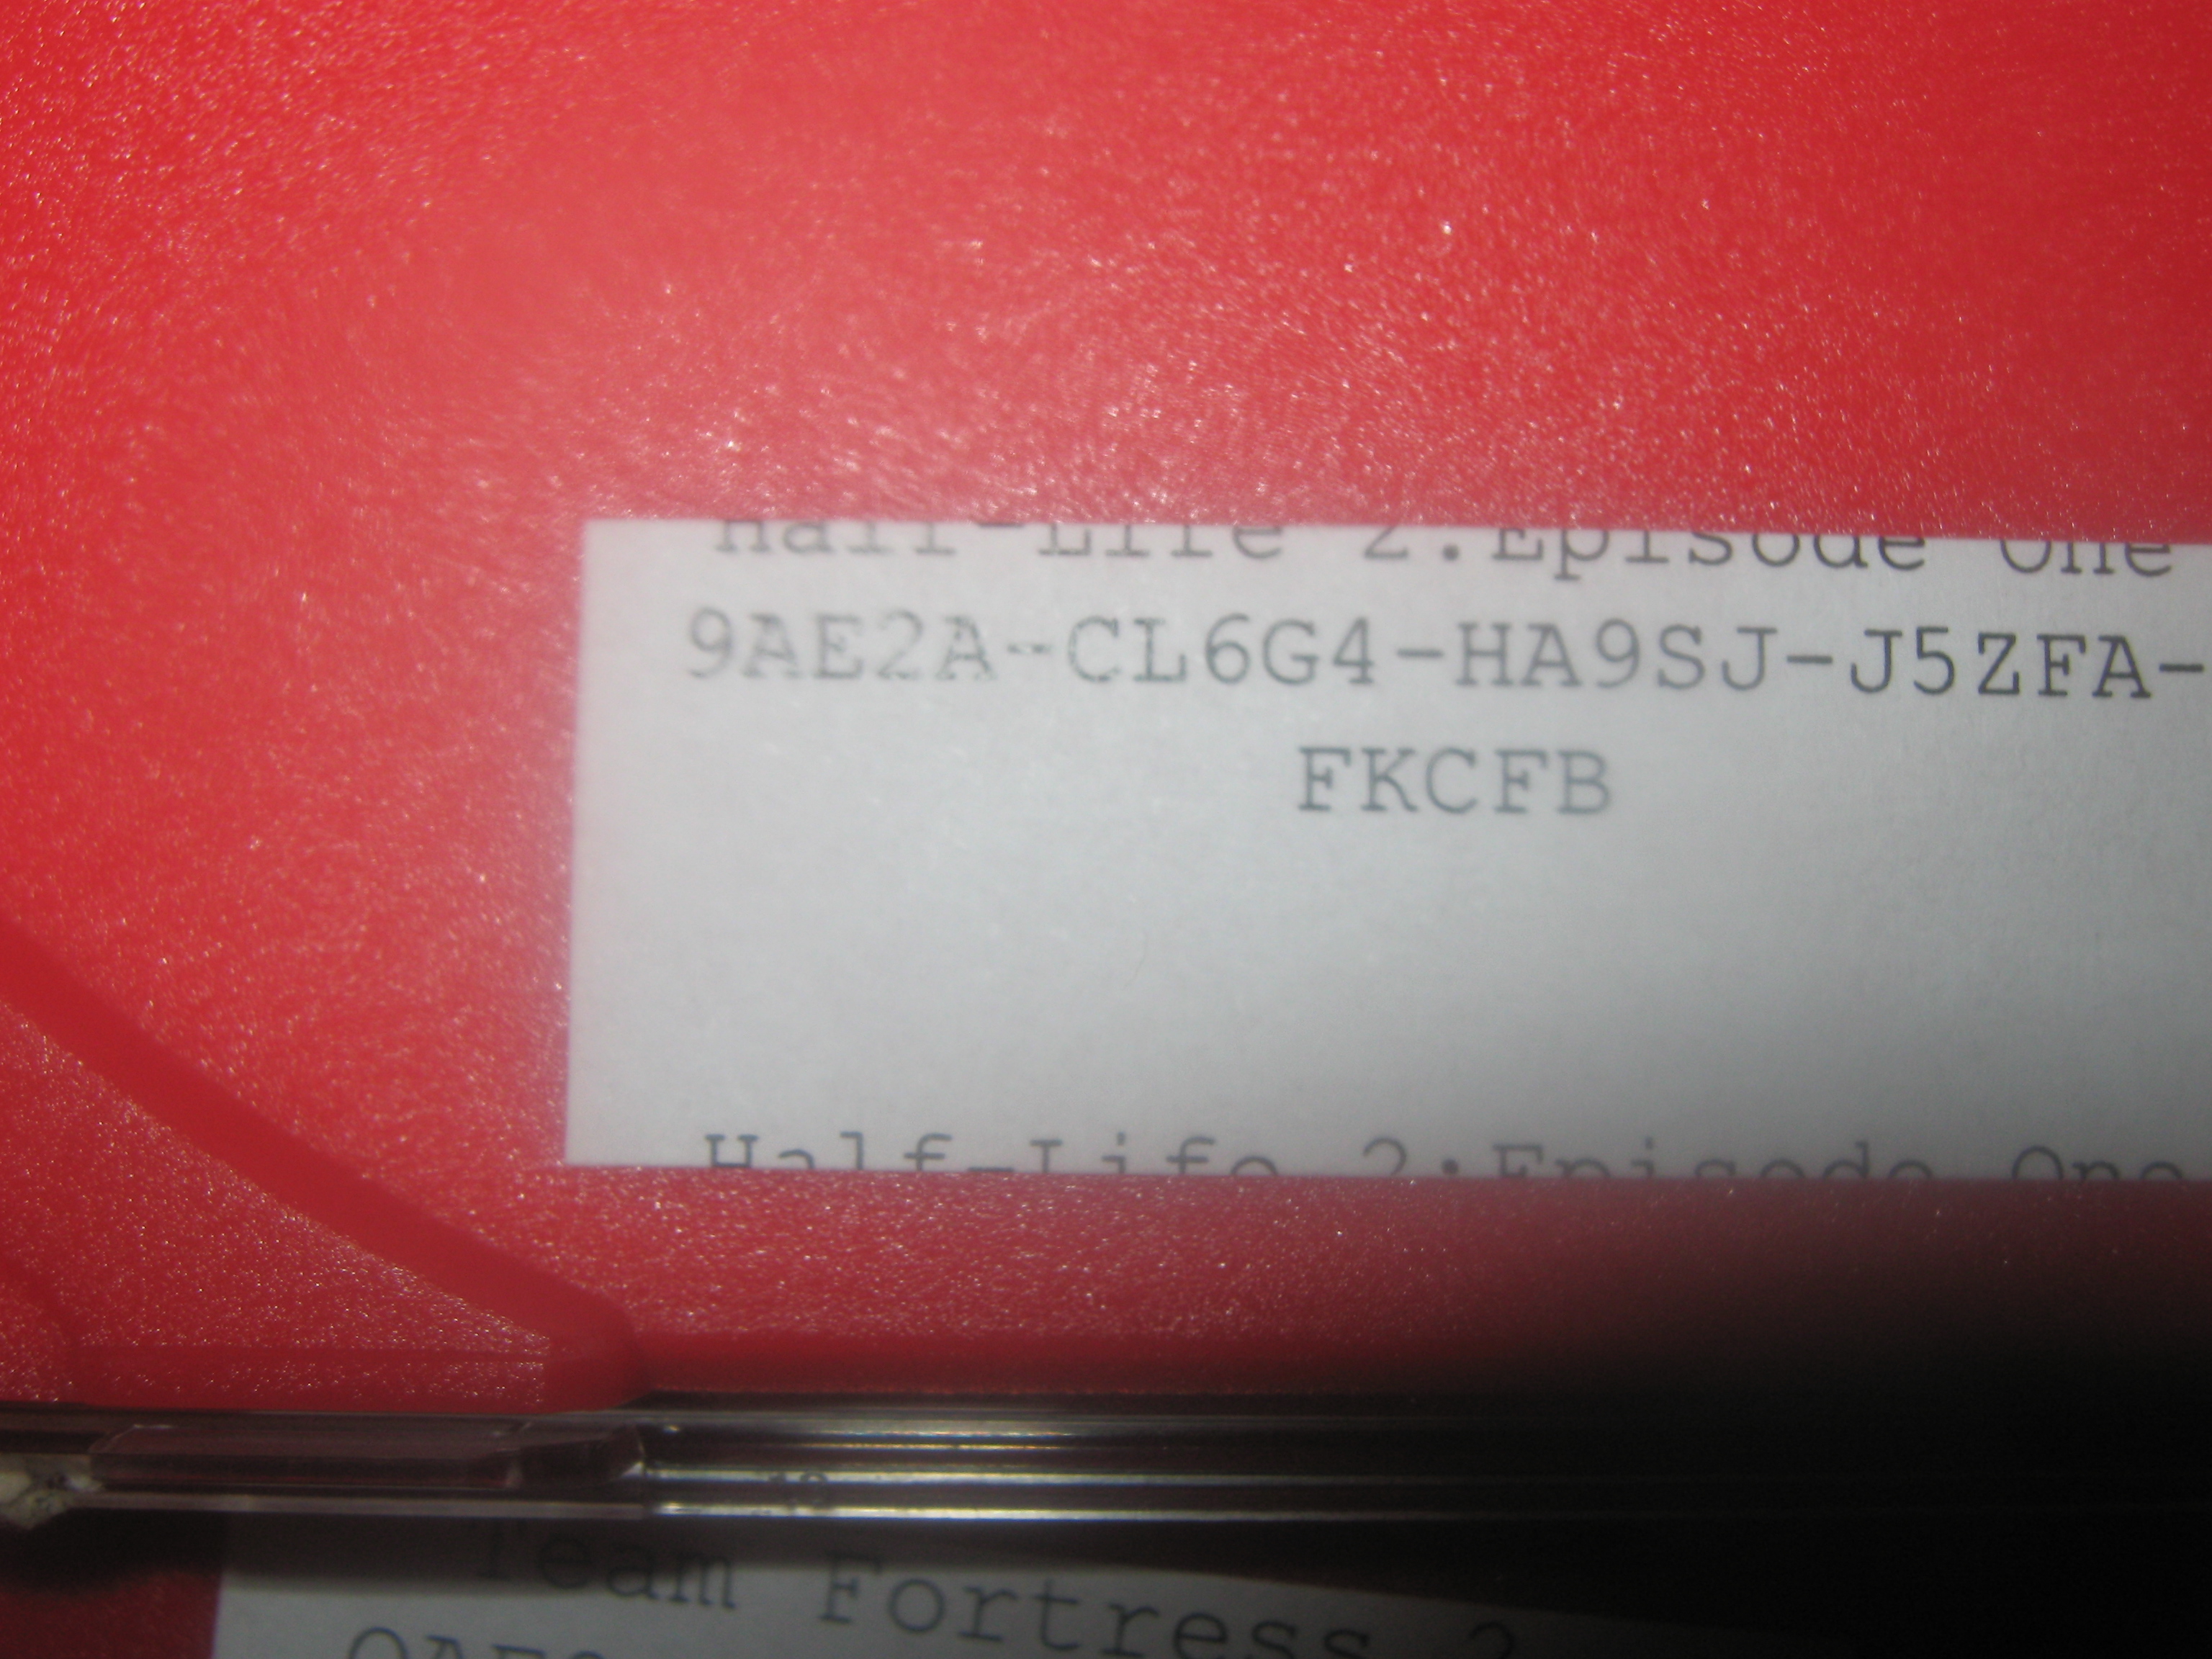 Half-Life 2:Episode One
9AE2A-CL6G4-HA9SJ-J5ZFA-
FKCFB
Half-Life 2:Episode One
Team Fortress 2